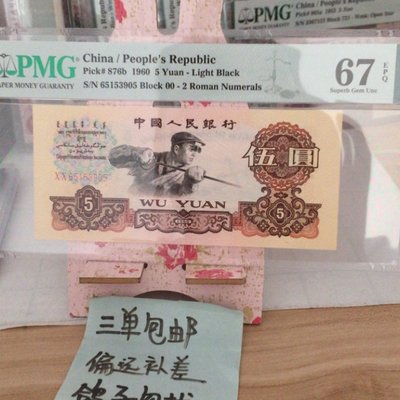 PMG
PAPER MONEY GUARANTY
China / People's Republic
Pick# 876b 1960 5 Yuan - Light Black
S/N 65153905 Block 00 - 2 Roman Numerals
67
EPQ
Superb Gem Unc
中國人民銀行
伍圓
XX65153905
5
WU YUAN
5
三单包邮
偏远补差